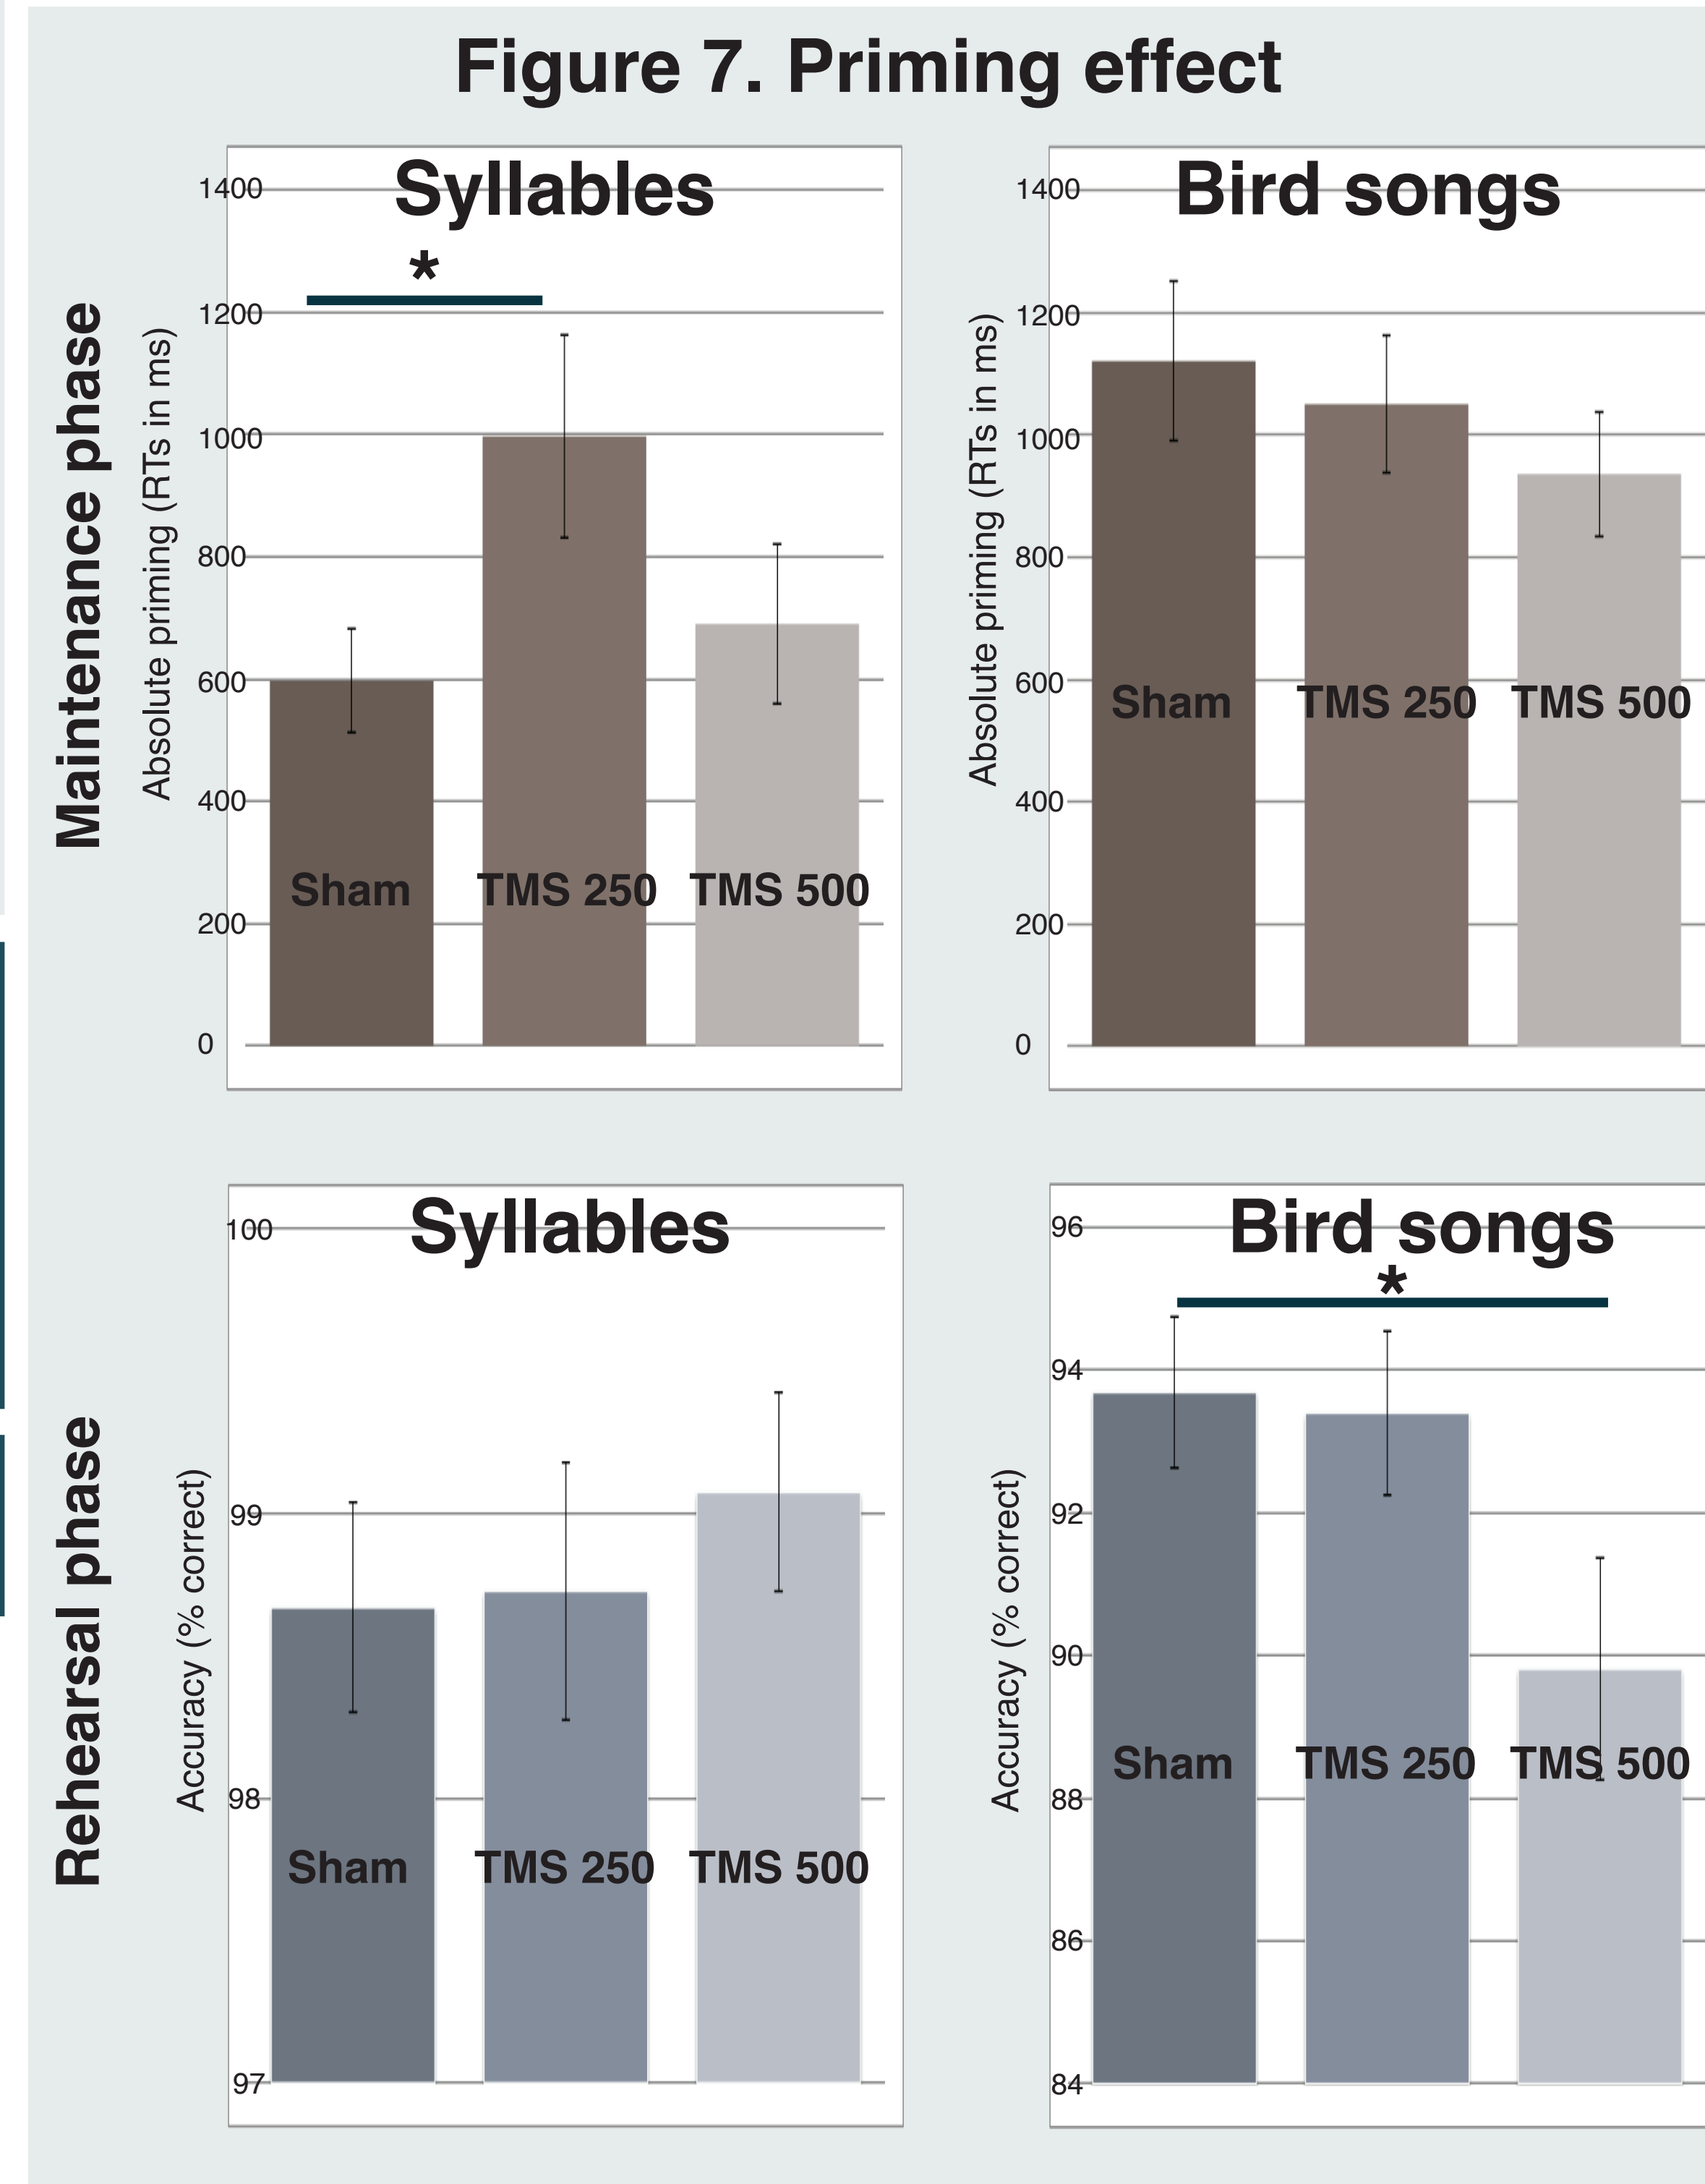 Figure 7. Priming effect
Maintenance phase
Syllables
Absolute priming (RTs in ms)
1400
*
1200
1000
800
600
400
Sham TMS 250 TMS 500
200
0
Bird songs
Absolute priming (RTs in ms)
1400
1200
1000
800
600
Sham TMS 250 TMS 500
400
200
0
Rehearsal phase
Syllables
Accuracy (% correct)
100
99
98
Sham TMS 250 TMS 500
97
Bird songs
Accuracy (% correct)
96
*
94
92
90
Sham TMS 250 TMS 500
88
86
84